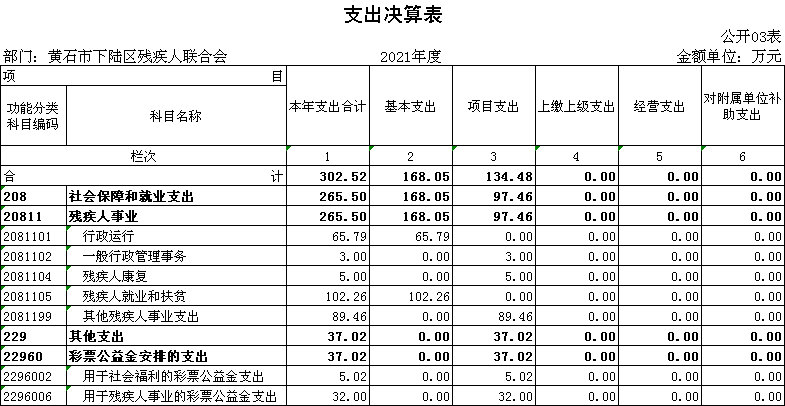 支出决算表
公开03表
部门：黄石市下陆区残疾人联合会 2021年度 金额单位：万元
项 目 本年支出合计 基本支出 项目支出 上缴上级支出 经营支出 对附属单位补助支出
功能分类科目编码 科目名称
栏次 1 2 3 4 5 6
合 计 302.52 168.05 134.48 0.00 0.00 0.00
208 社会保障和就业支出 265.50 168.05 97.46 0.00 0.00 0.00
20811 残疾人事业 265.50 168.05 97.46 0.00 0.00 0.00
2081101 行政运行 65.79 65.79 0.00 0.00 0.00 0.00
2081102 一般行政管理事务 3.00 0.00 3.00 0.00 0.00 0.00
2081104 残疾人康复 5.00 0.00 5.00 0.00 0.00 0.00
2081105 残疾人就业和扶贫 102.26 102.26 0.00 0.00 0.00 0.00
2081199 其他残疾人事业支出 89.46 0.00 89.46 0.00 0.00 0.00
229 其他支出 37.02 0.00 37.02 0.00 0.00 0.00
22960 彩票公益金安排的支出 37.02 0.00 37.02 0.00 0.00 0.00
2296002 用于社会福利的彩票公益金支出 5.02 0.00 5.02 0.00 0.00 0.00
2296006 用于残疾人事业的彩票公益金支出 32.00 0.00 32.00 0.00 0.00 0.00